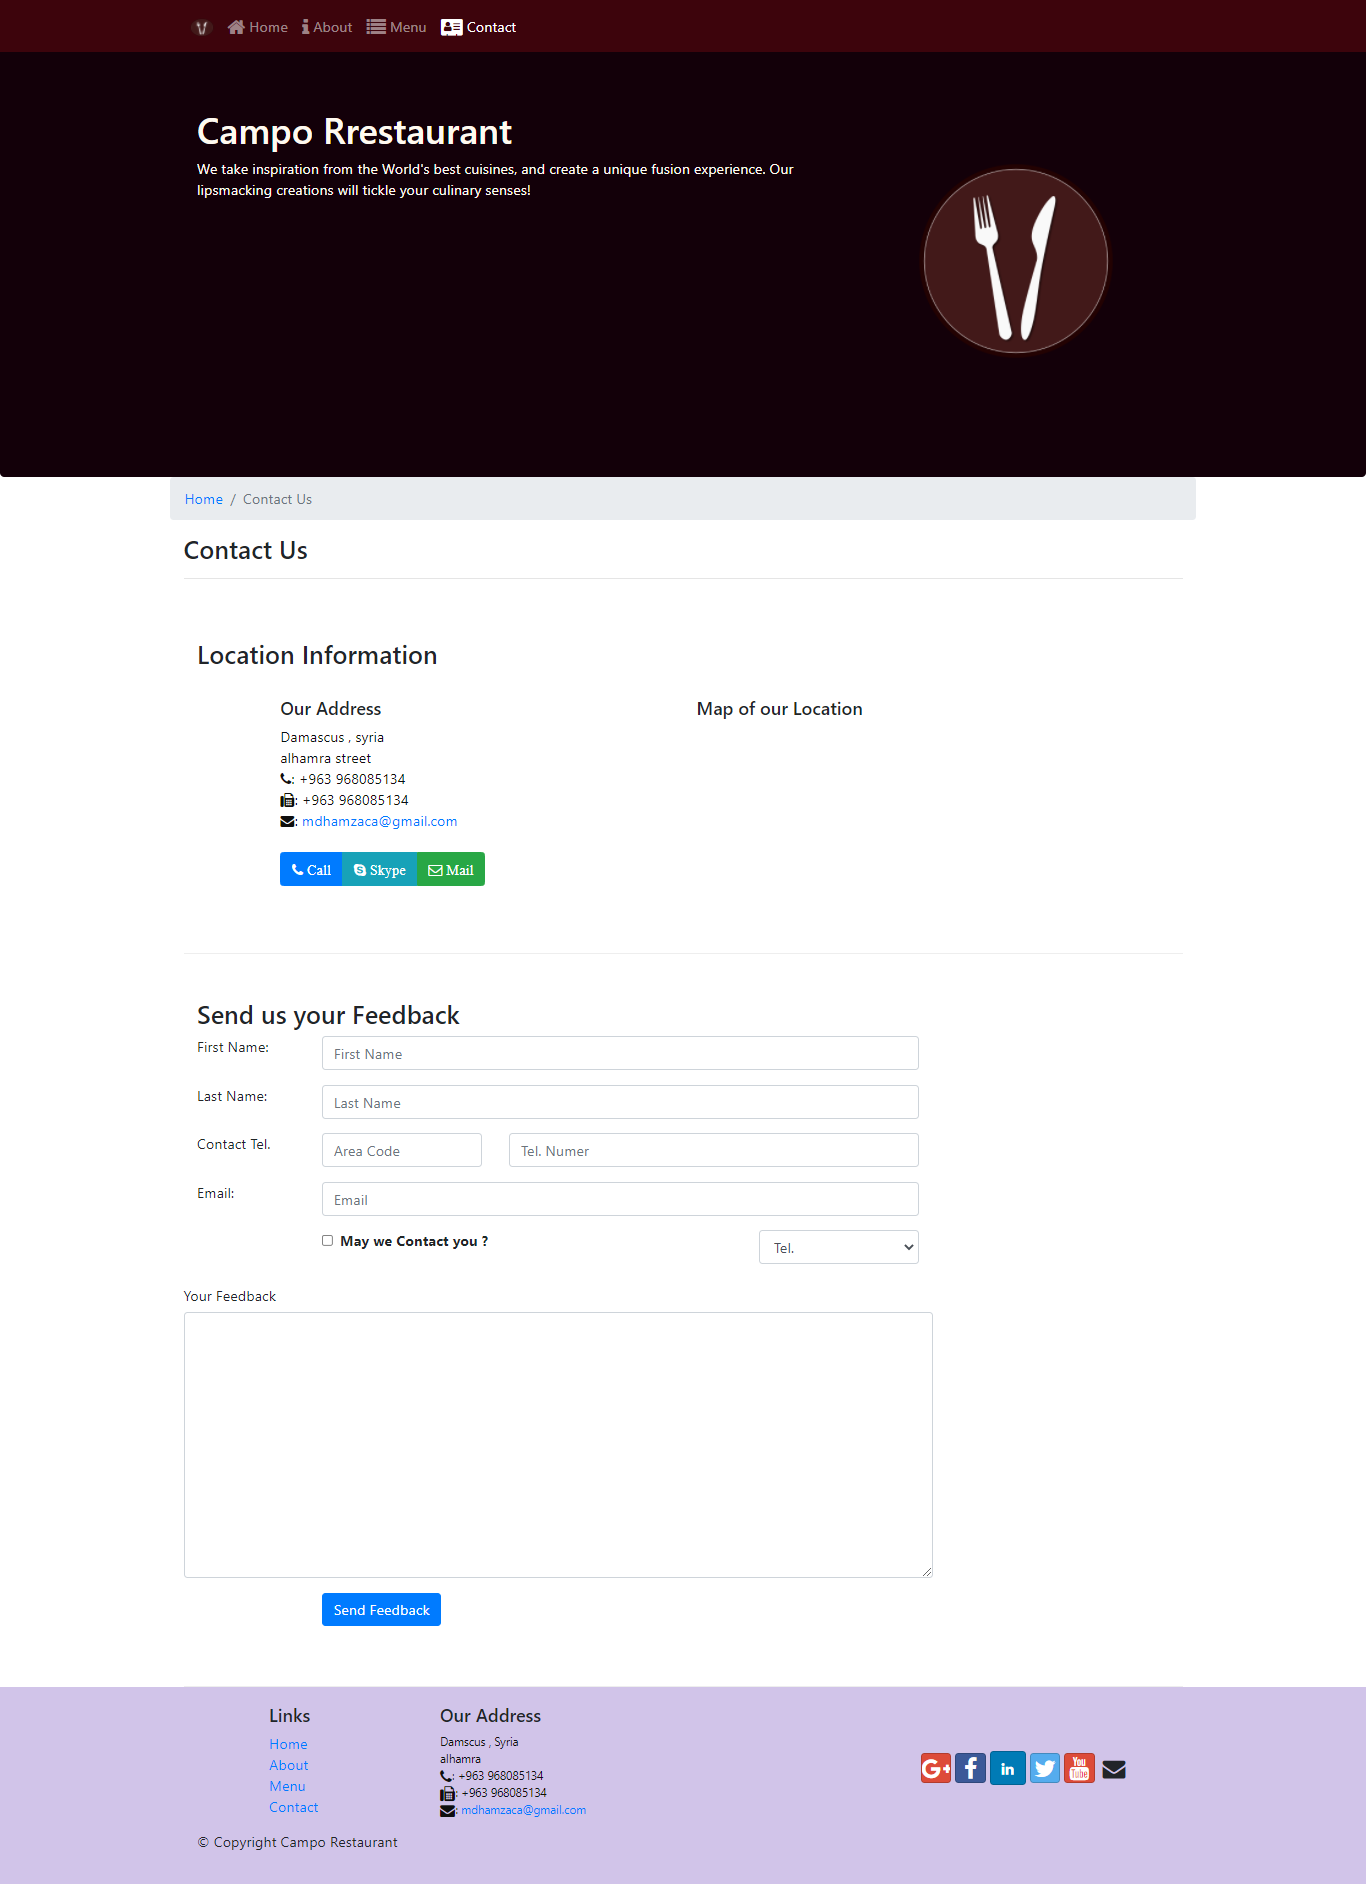 Home About Menu Contact
Campo Rrestaurant
We take inspiration from the World's best cuisines, and create a unique fusion experience. Our
lipsmacking creations will tickle your culinary senses!
Home / Contact Us
Contact Us
Location Information
Our Address
Damascus , syria
alhamra street
: +963 968085134
: +963 968085134
: mdhamzaca@gmail.com
Call Skype Mail
Map of our Location
Send us your Feedback
First Name: First Name
Last Name: Last Name
Contact Tel. Area Code Tel. Numer
Email: Email
May we Contact you ? Tel.
Your Feedback
Send Feedback
Links
Home
About
Menu
Contact
Our Address
Damscus , Syria
alhamra
: +963 968085134
: +963 968085134
: mdhamzaca@gmail.com
G+ f in You Tube
© Copyright Campo Restaurant